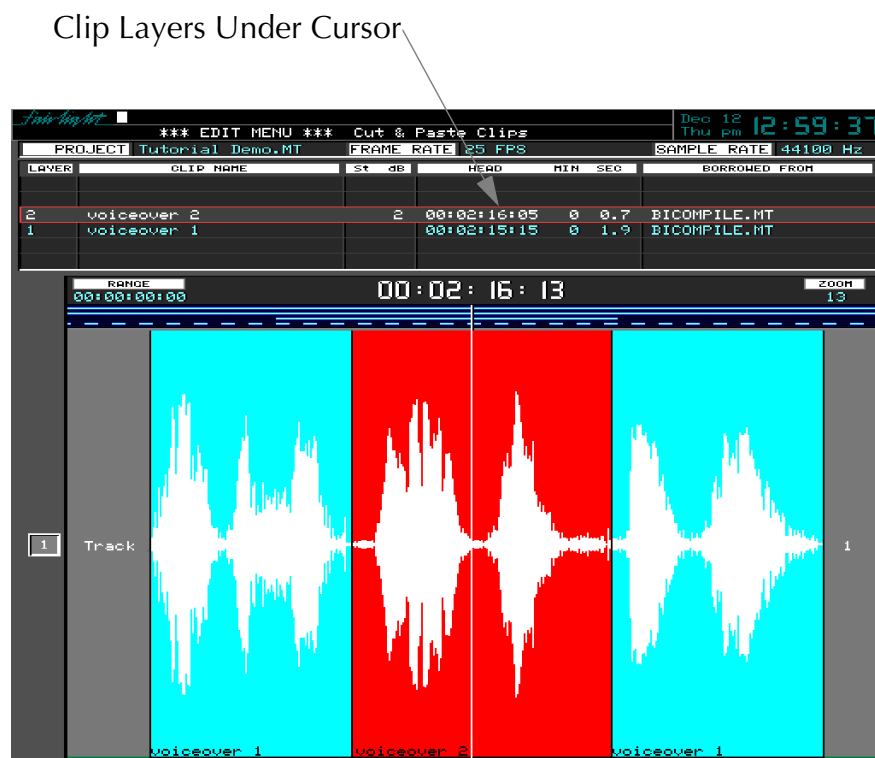 Clip Layers Under Cursor
Fairlight Dec 12 12:59:37
*** EDIT MENU *** Cut & Paste Clips Thu pm
PROJECT Tutorial Demo.MT FRAME RATE 25 FPS SAMPLE RATE 44100 Hz
LAYER CLIP NAME St dB HEAD MIN SEC BORROWED FROM
2 voiceover 2 2 00:02:16:05 0 0.7 BICOMPILE.MT
1 voiceover 1 00:02:15:15 0 1.9 BICOMPILE.MT
RANGE 00:02:16:13 ZOOM
00:00:00:00 13
1 Track 1
voiceover 1 voiceover 2 voiceover 1